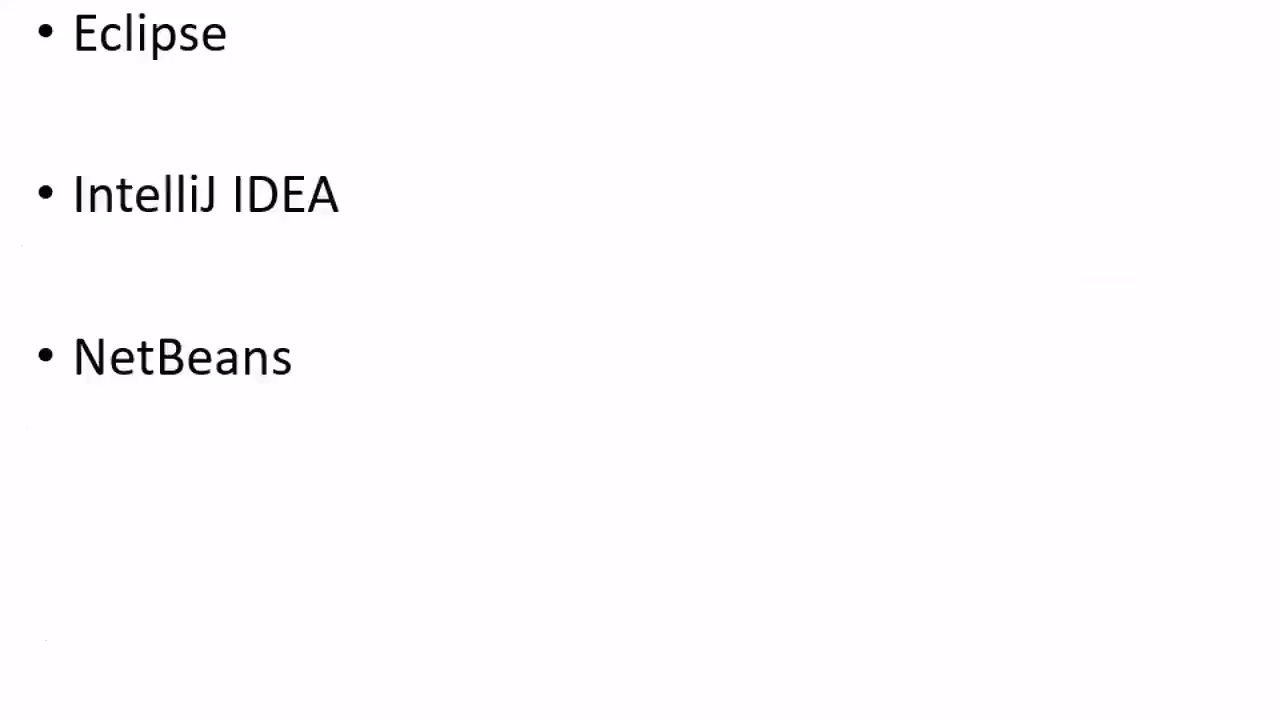 • Eclipse
• IntelliJ IDEA
• NetBeans